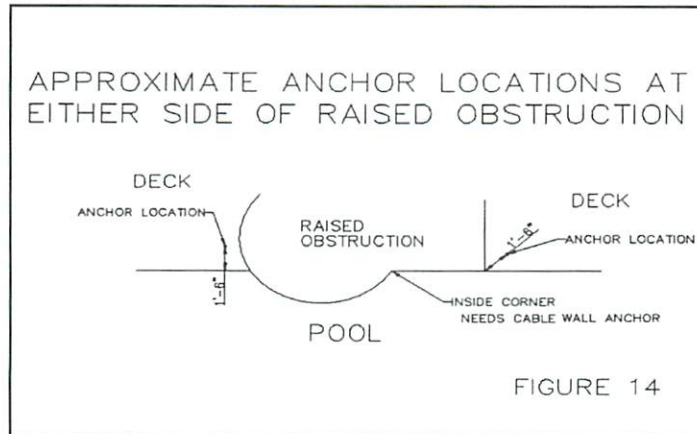 APPROXIMATE ANCHOR LOCATIONS AT
EITHER SIDE OF RAISED OBSTRUCTION
DECK
ANCHOR LOCATION
1'-6"
RAISED
OBSTRUCTION
DECK
1'-6"
ANCHOR LOCATION
INSIDE CORNER
NEEDS CABLE WALL ANCHOR
POOL
FIGURE 14